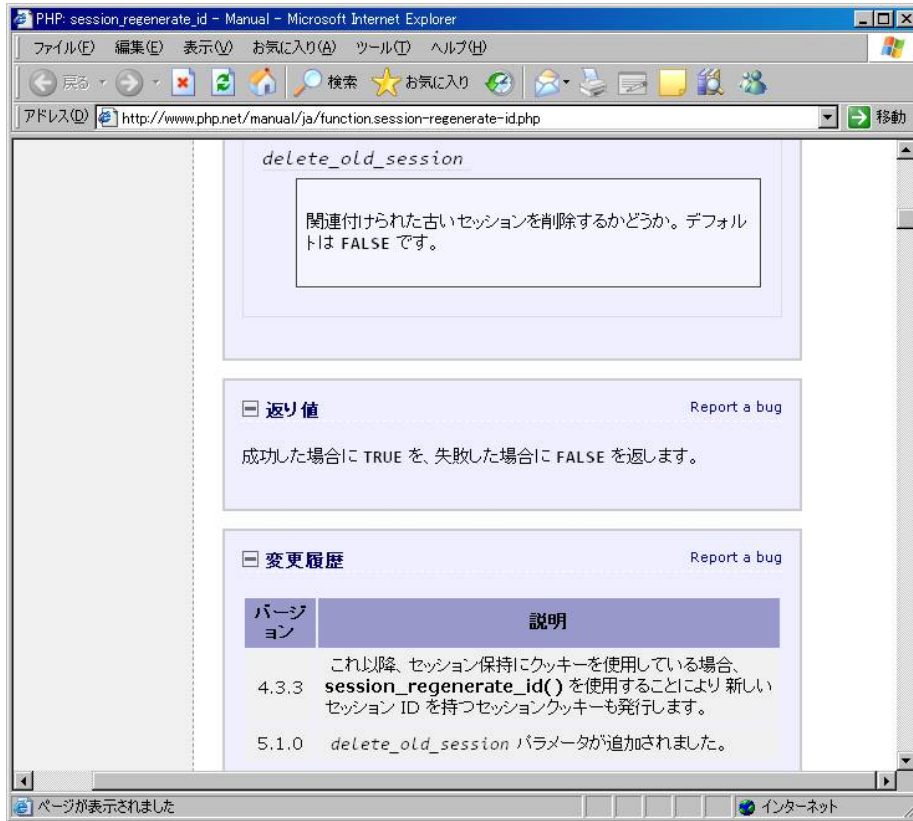 PHP: session_regenerate_id - Manual - Microsoft Internet Explorer
ファイル(F) 編集(E) 表示(V) お気に入り(A) ツール(T) ヘルプ(H)
戻る 検索 お気に入り
アドレス(D) http://www.php.net/manual/ja/function.session-regenerate-id.php 移動
delete_old_session
関連付けられた古いセッションを削除するかどうか。デフォル
トは FALSE です。
返り値 Report a bug
成功した場合に TRUE を、失敗した場合に FALSE を返します。
変更履歴 Report a bug
バージ
ョン
説明
これ以降、セッション保持にクッキーを使用している場合、
4.3.3 session_regenerate_id() を使用することにより 新しい
セッション ID を持つセッションクッキーも発行します。
5.1.0 delete_old_session パラメータが追加されました。
ページが表示されました インターネット